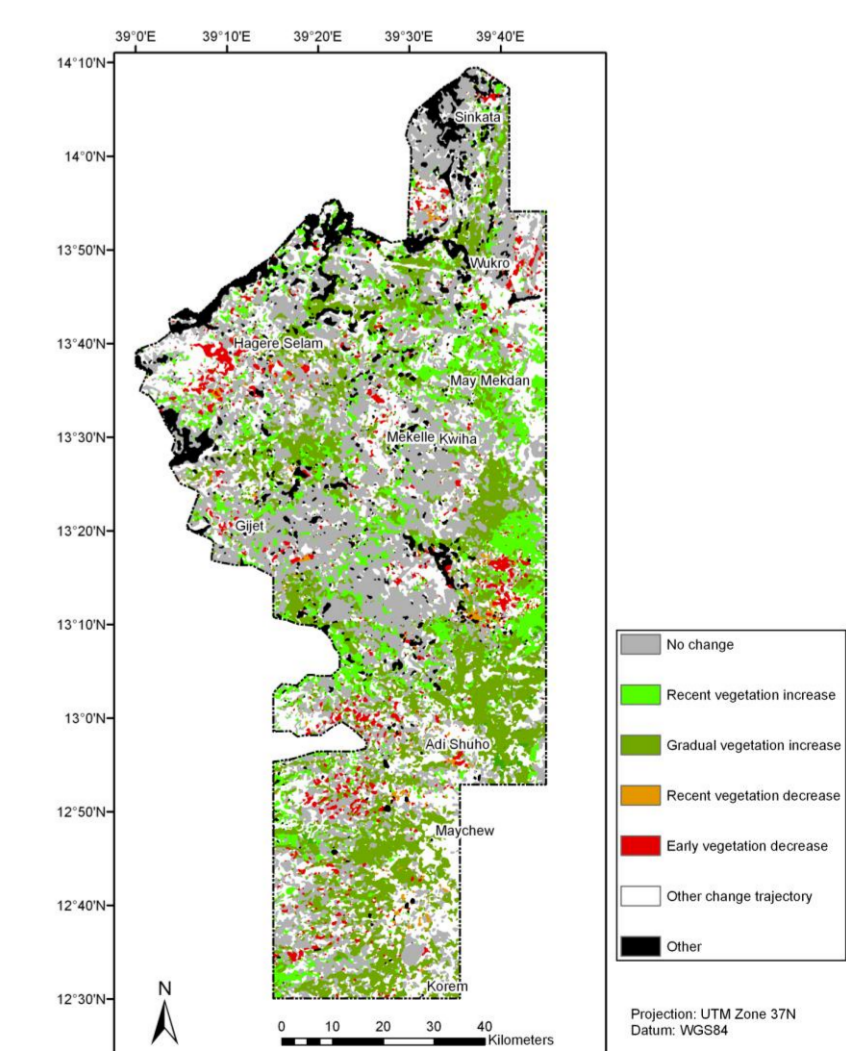 39°0'E 39°10'E 39°20'E 39°30'E 39°40'E
14°10'N
Sinkata
14°0'N
13°50'N
Wukro
13°40'N
Hagere Selam
May Mekdan
13°30'N
Mekelle Kwiha
13°20'N
Gijet
13°10'N
13°0'N
Adi Shuho
12°50'N
Maychew
12°40'N
12°30'N
Korem
N
0 10 20 30 40
Kilometers
No change
Recent vegetation increase
Gradual vegetation increase
Recent vegetation decrease
Early vegetation decrease
Other change trajectory
Other
Projection: UTM Zone 37N
Datum: WGS84